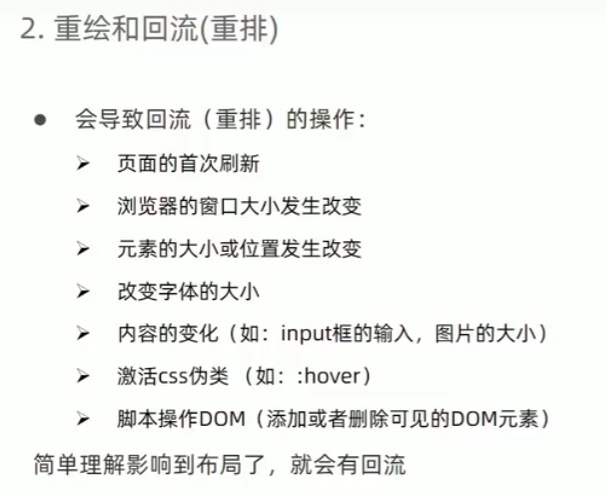 2. 重绘和回流(重排)
● 会导致回流（重排）的操作：
➢ 页面的首次刷新
➢ 浏览器的窗口大小发生改变
➢ 元素的大小或位置发生改变
➢ 改变字体的大小
➢ 内容的变化（如：input框的输入，图片的大小）
➢ 激活css伪类 （如：:hover）
➢ 脚本操作DOM（添加或者删除可见的DOM元素）
简单理解影响到布局了，就会有回流